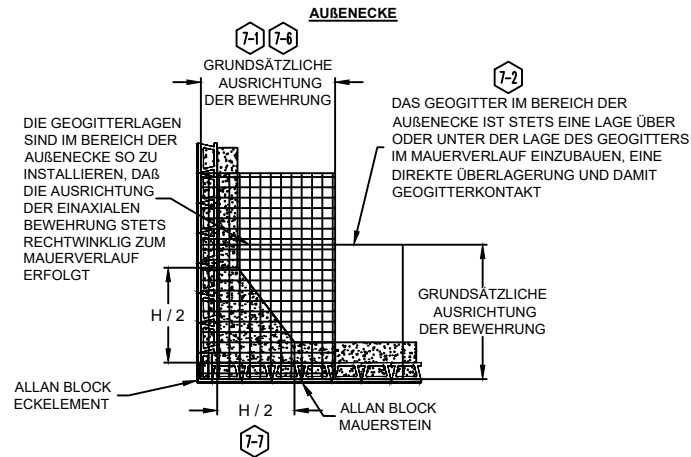 AUßENECKE
7-1 7-6
GRUNDSÄTZLICHE
AUSRICHTUNG
DER BEWEHRUNG
7-2
DAS GEOGITTER IM BEREICH DER
AUßENECKE IST STETS EINE LAGE ÜBER
ODER UNTER DER LAGE DES GEOGITTERS
IM MAUERVERLAUF EINZUBAUEN, EINE
DIREKTE ÜBERLAGERUNG UND DAMIT
GEOGITTERKONTAKT
DIE GEOGITTERLAGEN
SIND IM BEREICH DER
AUßENECKE SO ZU
INSTALLIEREN, DAß
DIE AUSRICHTUNG
DER EINAXIALEN
BEWEHRUNG STETS
RECHTWINKLIG ZUM
MAUERVERLAUF
ERFOLGT
GRUNDSÄTZLICHE
AUSRICHTUNG
DER BEWEHRUNG
H / 2
ALLAN BLOCK
ECKELEMENT
H / 2
7-7
ALLAN BLOCK
MAUERSTEIN